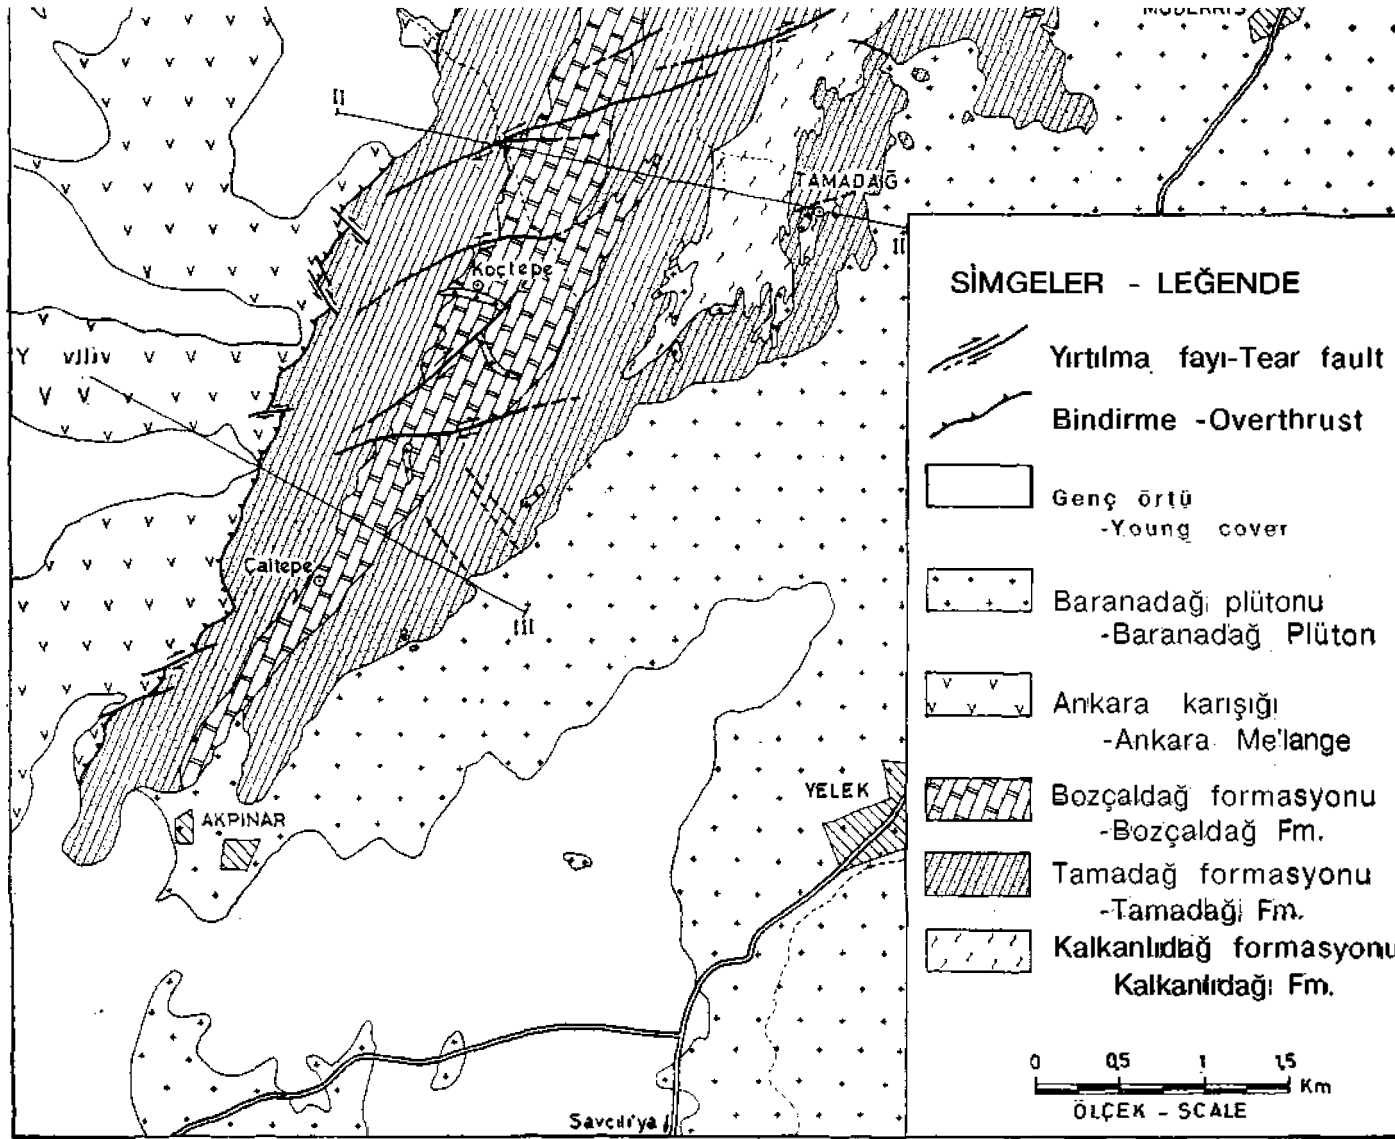 II
TAMADAĞ
II
Koçtepe
Çaltepe
III
AKPINAR
YELEK
Savcılı'ya
SİMGELER - LEĞENDE
Yırtılma fayı-Tear fault
Bindirme -Overthrust
Genç örtü
-Young cover
Baranadağı plütonu
-Baranadağ Plüton
Ankara karışığı
-Ankara Me'lange
Bozçaldağ formasyonu
-Bozçaldağ Fm.
Tamadağ formasyonu
-Tamadağı Fm.
Kalkanlıdağ formasyonu
Kalkanlıdağı Fm.
0 0,5 1 1,5 Km
ÖLÇEK - SCALE